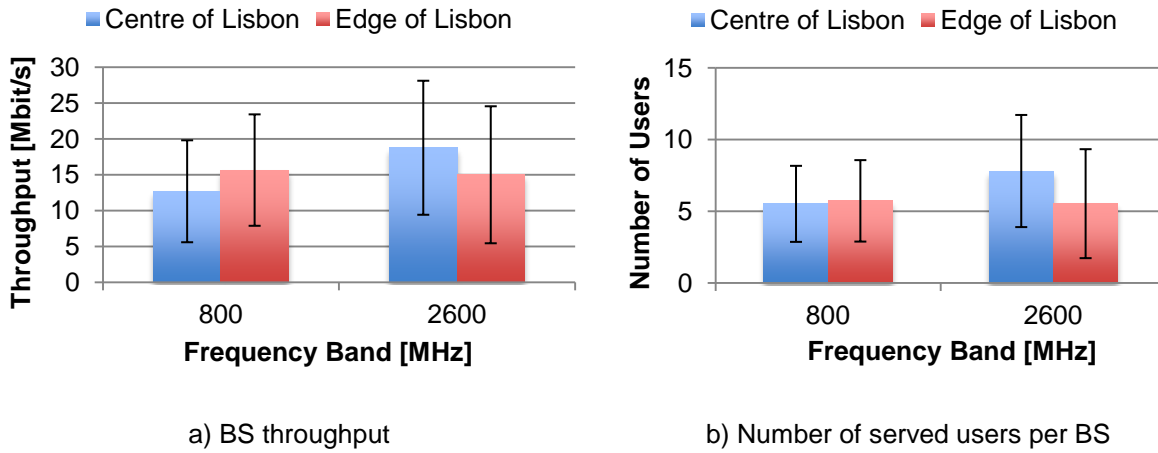 Centre of Lisbon Edge of Lisbon
Throughput [Mbit/s]
30
25
20
15
10
5
0
800 2600
Frequency Band [MHz]
a) BS throughput
Centre of Lisbon Edge of Lisbon
Number of Users
15
10
5
0
800 2600
Frequency Band [MHz]
b) Number of served users per BS